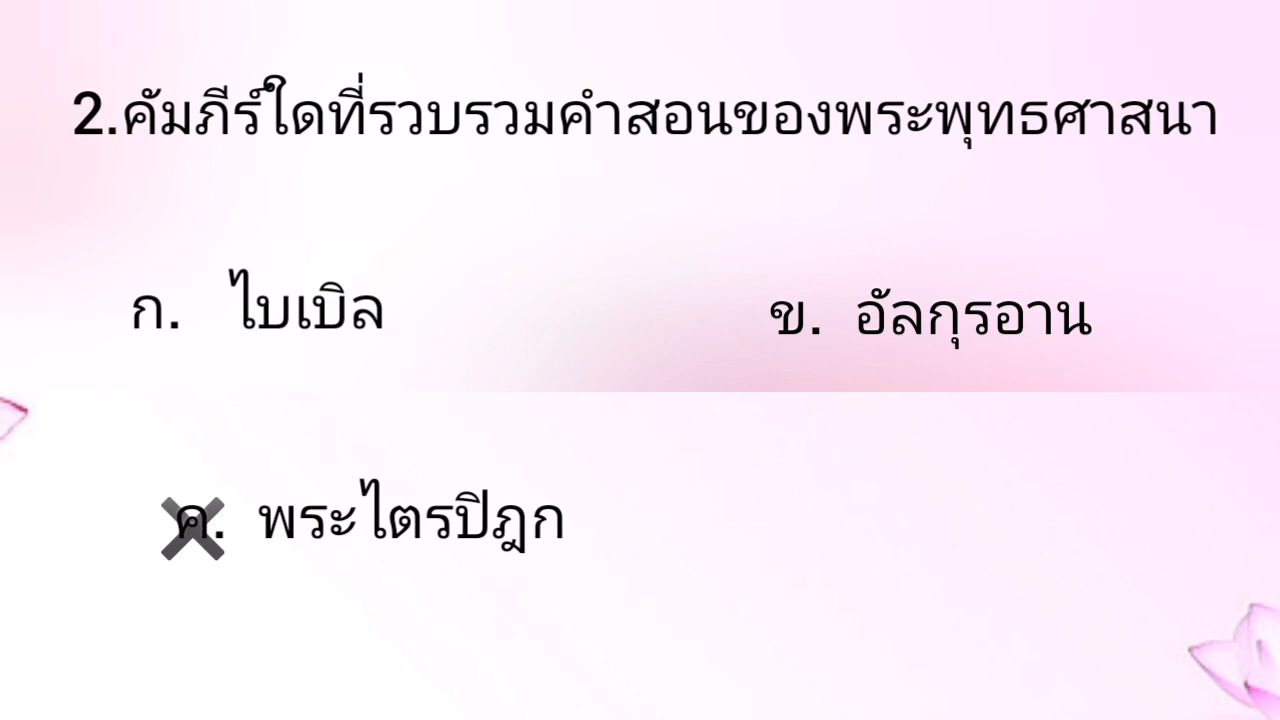 2.คัมภีร์ใดที่รวบรวมคำสอนของพระพุทธศาสนา
ก. ไบเบิล
ข. อัลกุรอาน
ค. พระไตรปิฎก